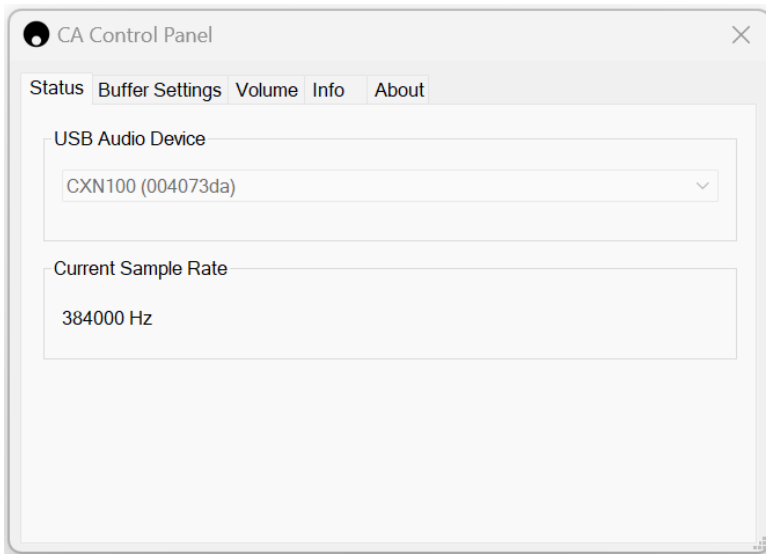 CA Control Panel
Status Buffer Settings Volume Info About
USB Audio Device
CXN100 (004073da)
Current Sample Rate
384000 Hz